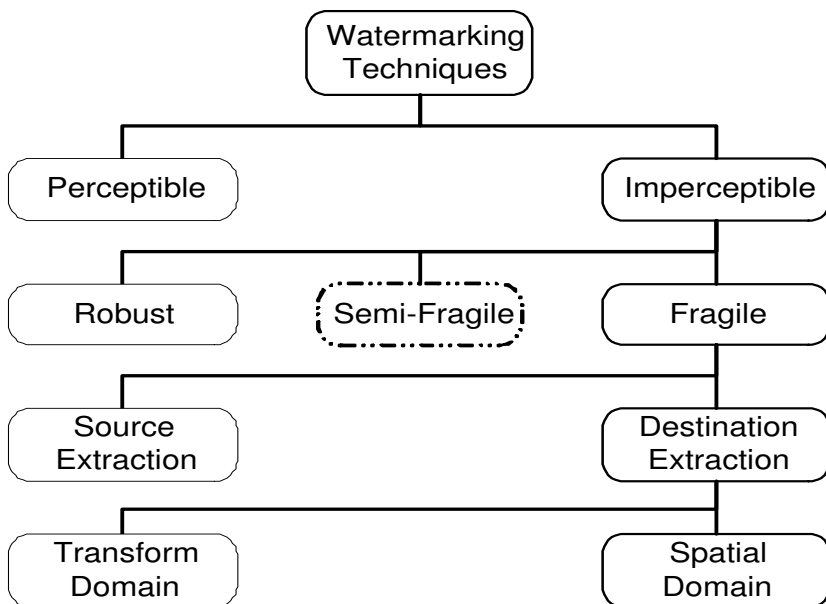 Watermarking
Techniques
Perceptible
Imperceptible
Robust
Semi-Fragile
Fragile
Source
Extraction
Destination
Extraction
Transform
Domain
Spatial
Domain